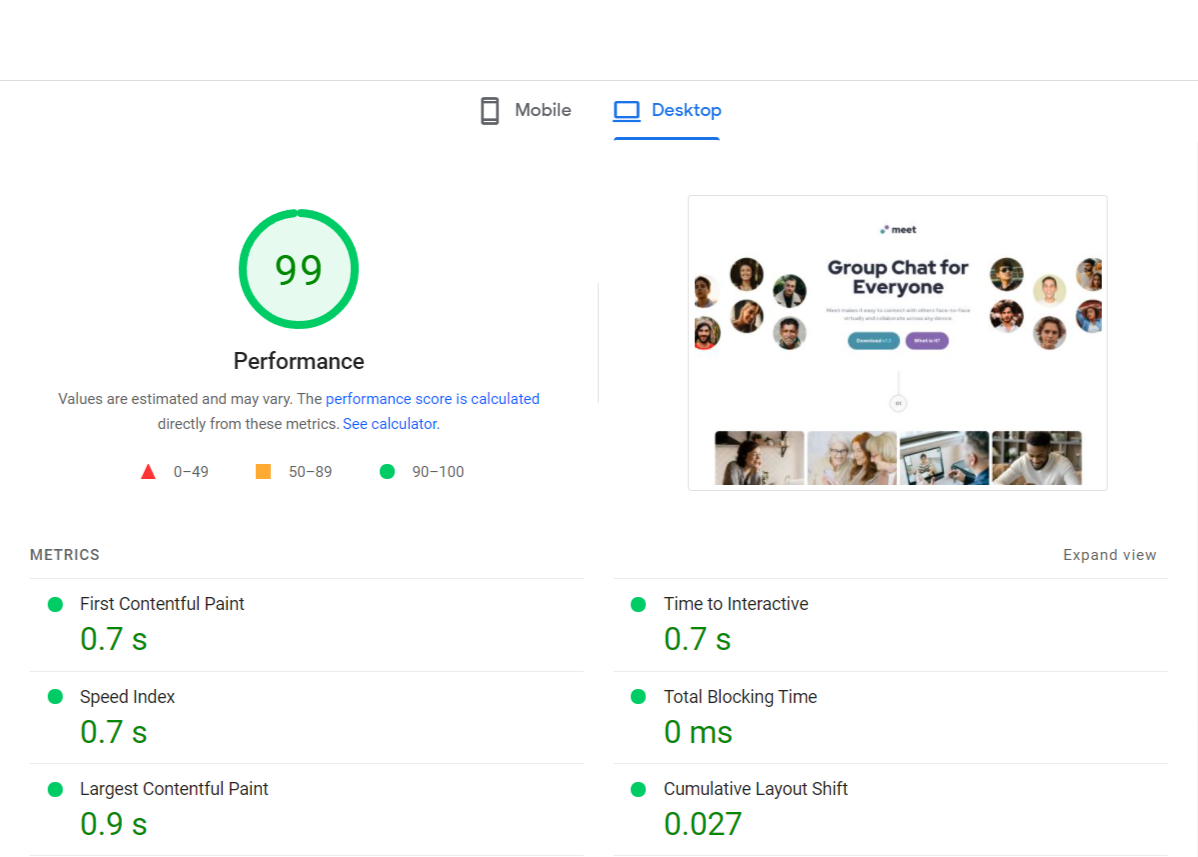 Mobile
Desktop
99
Performance
Values are estimated and may vary. The performance score is calculated
directly from these metrics. See calculator.
0–49
50–89
90–100
meet
Group Chat for
Everyone
Meet makes it easy to connect with others face-to-face
virtually and collaborate across any device.
Download v1.3
What is it?
01
METRICS
Expand view
First Contentful Paint
0.7 s
Time to Interactive
0.7 s
Speed Index
0.7 s
Total Blocking Time
0 ms
Largest Contentful Paint
0.9 s
Cumulative Layout Shift
0.027